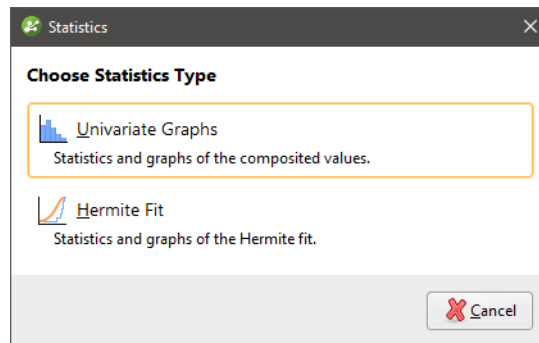 Statistics
Choose Statistics Type
Univariate Graphs
Statistics and graphs of the composited values.
Hermite Fit
Statistics and graphs of the Hermite fit.
Cancel